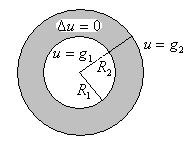 Δu = 0
u = g₁
u = g₂
R₂
R₁